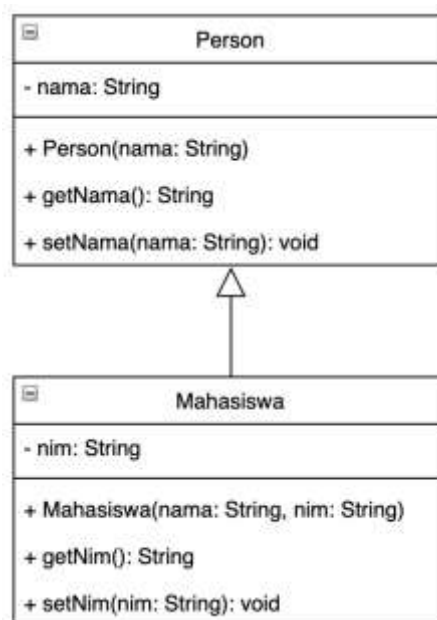 Person
- nama: String
+ Person(nama: String)
+ getNama(): String
+ setNama(nama: String): void
Mahasiswa
- nim: String
+ Mahasiswa(nama: String, nim: String)
+ getNim(): String
+ setNim(nim: String): void